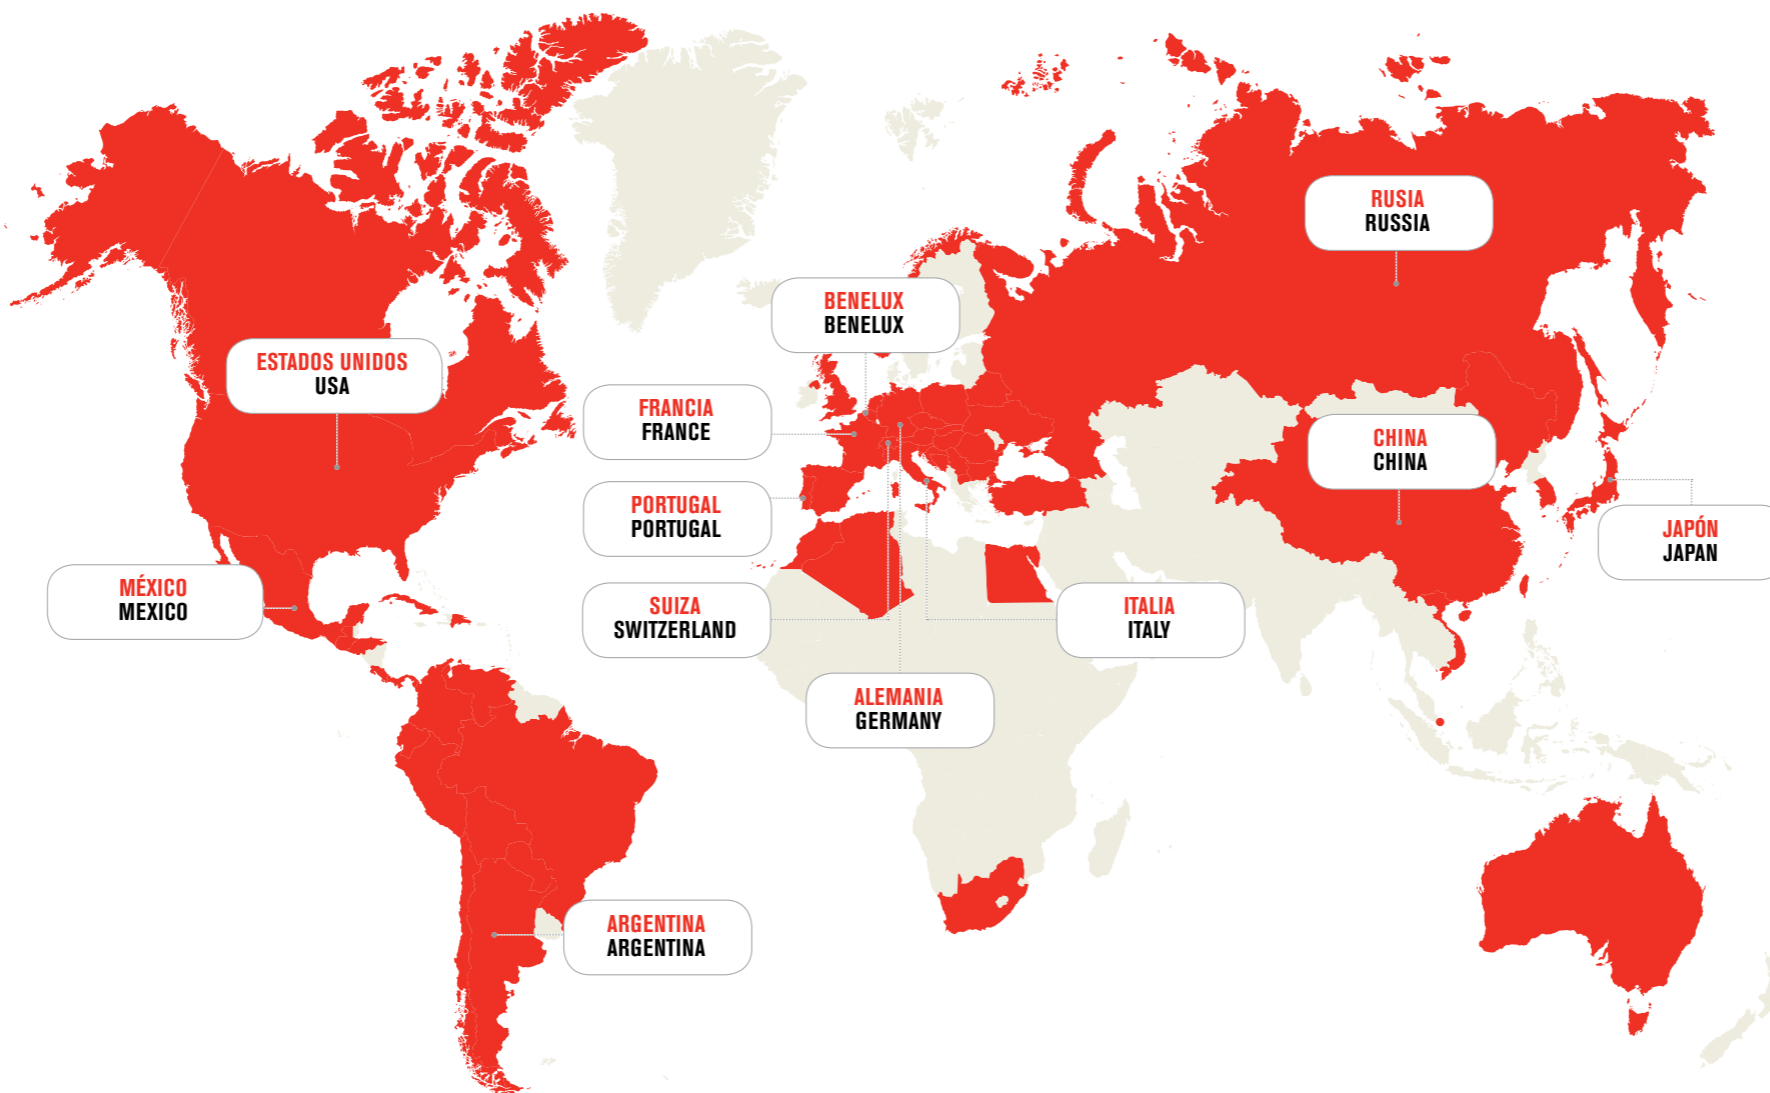 RUSIA
RUSSIA
BENELUX
BENELUX
ESTADOS UNIDOS
USA
FRANCIA
FRANCE
CHINA
CHINA
PORTUGAL
PORTUGAL
JAPÓN
JAPAN
MÉXICO
MEXICO
SUIZA
SWITZERLAND
ITALIA
ITALY
ALEMANIA
GERMANY
ARGENTINA
ARGENTINA